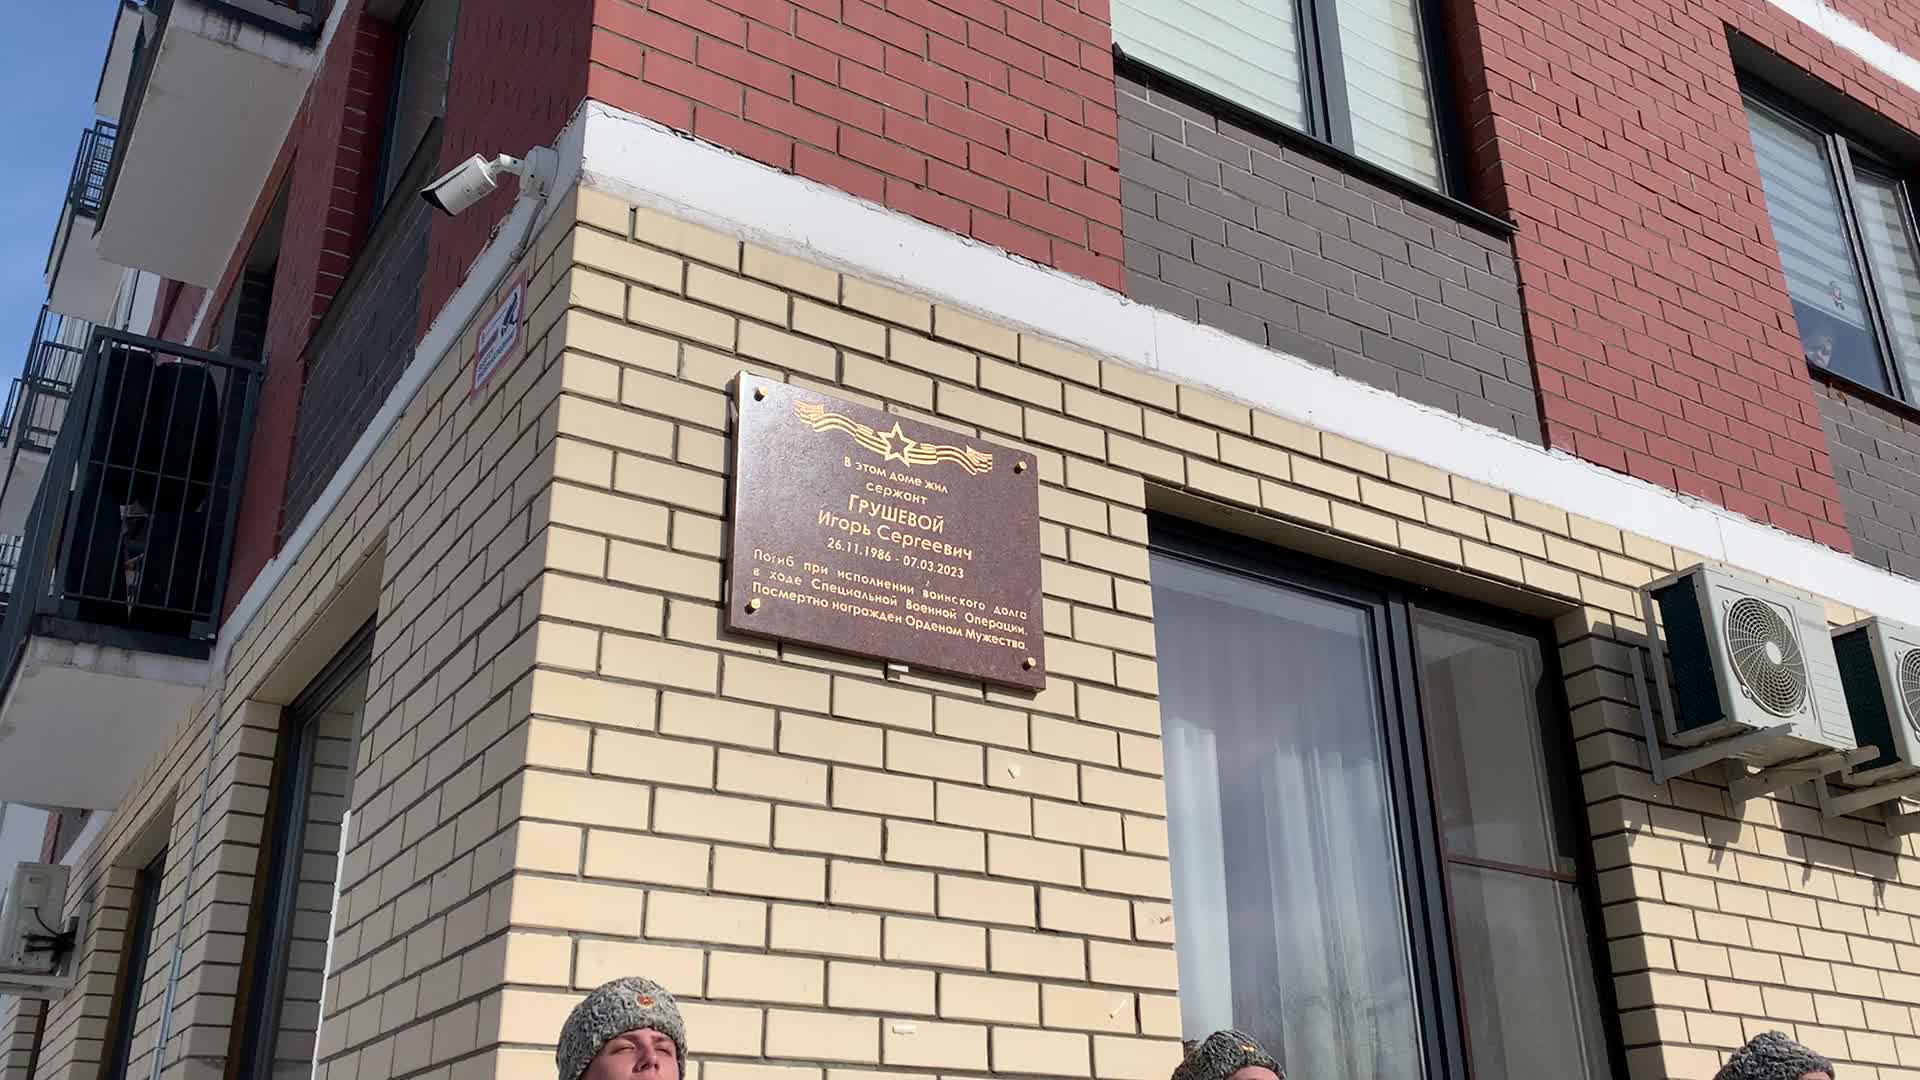 В этом доме жил
сержант
ГРУШЕВОЙ
Игорь Сергеевич
26.11.1986 - 07.03.2023
Погиб при исполнении воинского долга
в ходе Специальной Военной Операции.
Посмертно награжден Орденом Мужества.